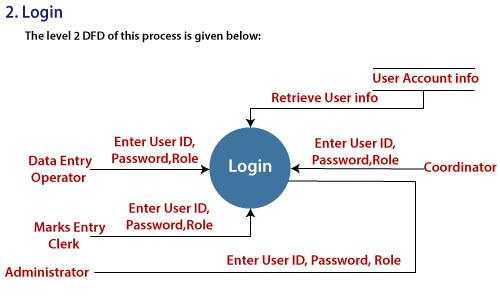 2. Login
The level 2 DFD of this process is given below:
User Account info
Retrieve User info
Enter User ID,
Password,Role
Enter User ID,
Password,Role
Data Entry
Operator
Login
Coordinator
Enter User ID,
Password,Role
Marks Entry
Clerk
Enter User ID, Password, Role
Administrator